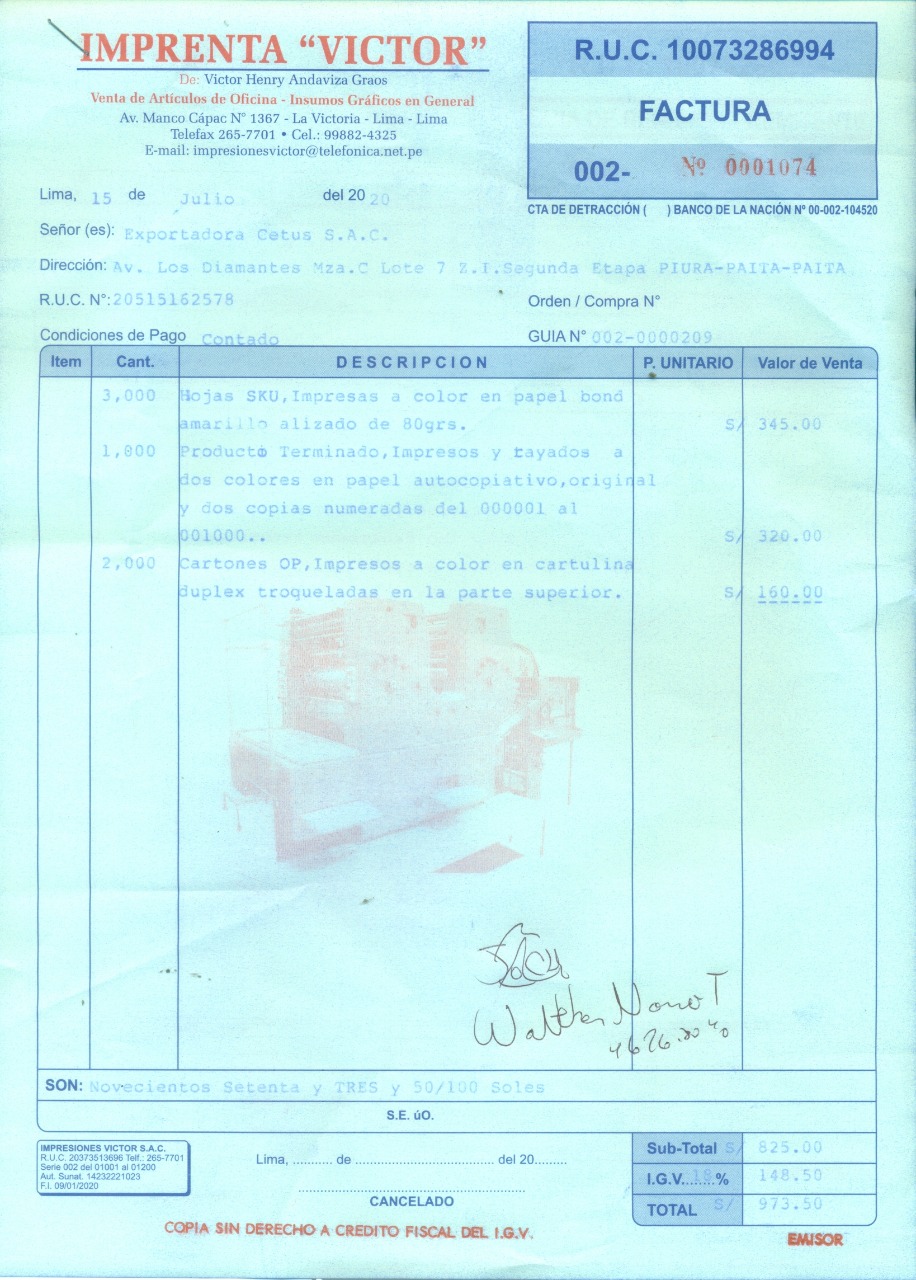 IMPRENTA “VICTOR”
De: Victor Henry Andaviza Graos
Venta de Artículos de Oficina - Insumos Gráficos en General
Av. Manco Cápac N° 1367 - La Victoria - Lima - Lima
Telefax 265-7701 • Cel.: 99882-4325
E-mail: impresionesvictor@telefonica.net.pe
R.U.C. 10073286994
FACTURA
002- Nº 0001074
CTA DE DETRACCIÓN ( ) BANCO DE LA NACIÓN Nº 00-002-104520
Lima, 15 de Julio del 20 20
Señor (es): Exportadora Cetus S.A.C.
Dirección: Av. Los Diamantes Mza.C Lote 7 Z.I.Segunda Etapa PIURA-PAITA-PAITA
R.U.C. N°: 20515162578 Orden / Compra N°
Condiciones de Pago Contado GUIA N° 002-0000209
Item Cant. DESCRIPCION P. UNITARIO Valor de Venta
3,000 Hojas SKU,Impresas a color en papel bond
amarillo alizado de 80grs. S/ 345.00
1,000 Producto Terminado,Impresos y rayados a
dos colores en papel autocopiativo,original
y dos copias numeradas del 000001 al
001000.. S/ 320.00
2,000 Cartones OP,Impresos a color en cartulina
duplex troqueladas en la parte superior. S/ 160.00
Walther T
SON: Novecientos Setenta y TRES y 50/100 Soles
S.E. úO.
IMPRESIONES VICTOR S.A.C.
R.U.C. 20373513696 Telf.: 265-7701
Serie 002 del 01001 al 01200
Aut. Sunat. 14232221023
F.I. 09/01/2020
Lima, .......... de ........................................ del 20..........
CANCELADO
Sub-Total S/ 825.00
I.G.V. 18 % 148.50
TOTAL S/ 973.50
COPIA SIN DERECHO A CREDITO FISCAL DEL I.G.V.
EMISOR